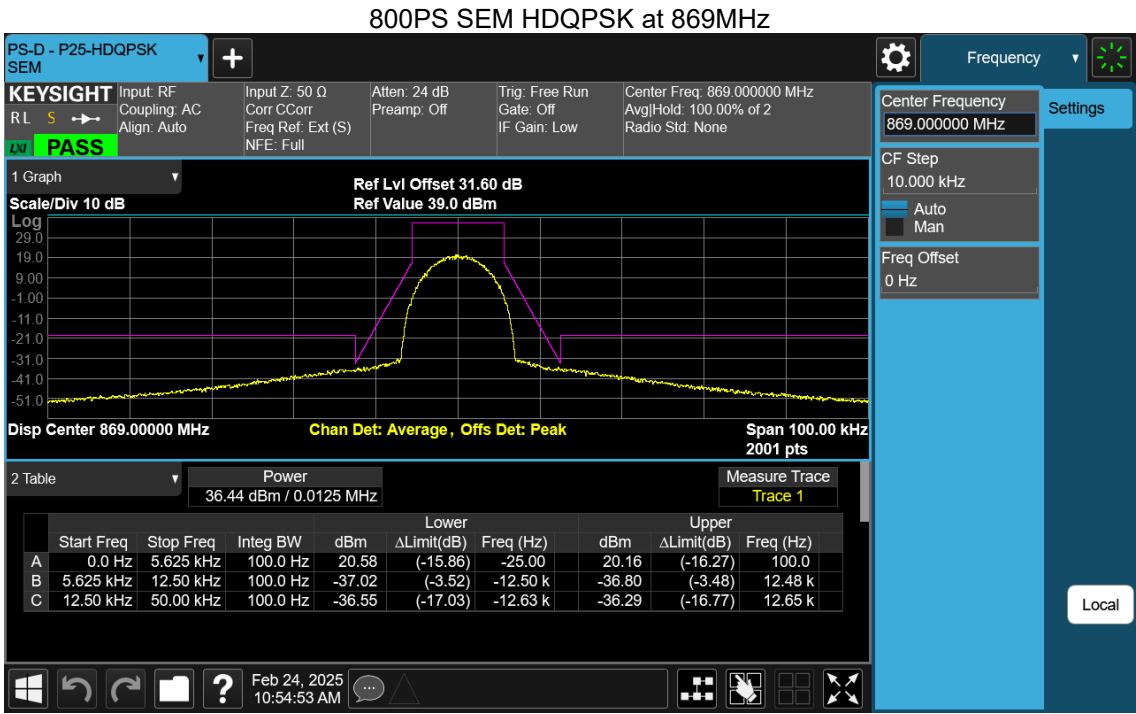 800PS SEM HDQPSK at 869MHz
PS-D - P25-HDQPSK
SEM
▼
+
Frequency ▼
KEYSIGHT
RL S
LXI PASS
Input: RF
Coupling: AC
Align: Auto
Input Z: 50 Ω
Corr CCorr
Freq Ref: Ext (S)
NFE: Full
Atten: 24 dB
Preamp: Off
Trig: Free Run
Gate: Off
IF Gain: Low
Center Freq: 869.000000 MHz
Avg|Hold: 100.00% of 2
Radio Std: None
Center Frequency
869.000000 MHz
Settings
CF Step
10.000 kHz
Auto
Man
Freq Offset
0 Hz
1 Graph ▼
Scale/Div 10 dB
Ref Lvl Offset 31.60 dB
Ref Value 39.0 dBm
Log
29.0
19.0
9.00
-1.00
-11.0
-21.0
-31.0
-41.0
-51.0
Disp Center 869.00000 MHz
Chan Det: Average , Offs Det: Peak
Span 100.00 kHz
2001 pts
2 Table ▼
Power
36.44 dBm / 0.0125 MHz
Measure Trace
Trace 1
Lower Upper
Start Freq Stop Freq Integ BW dBm ΔLimit(dB) Freq (Hz) dBm ΔLimit(dB) Freq (Hz)
A 0.0 Hz 5.625 kHz 100.0 Hz 20.58 (-15.86) -25.00 20.16 (-16.27) 100.0
B 5.625 kHz 12.50 kHz 100.0 Hz -37.02 (-3.52) -12.50 k -36.80 (-3.48) 12.48 k
C 12.50 kHz 50.00 kHz 100.0 Hz -36.55 (-17.03) -12.63 k -36.29 (-16.77) 12.65 k
Local
?
Feb 24, 2025
10:54:53 AM